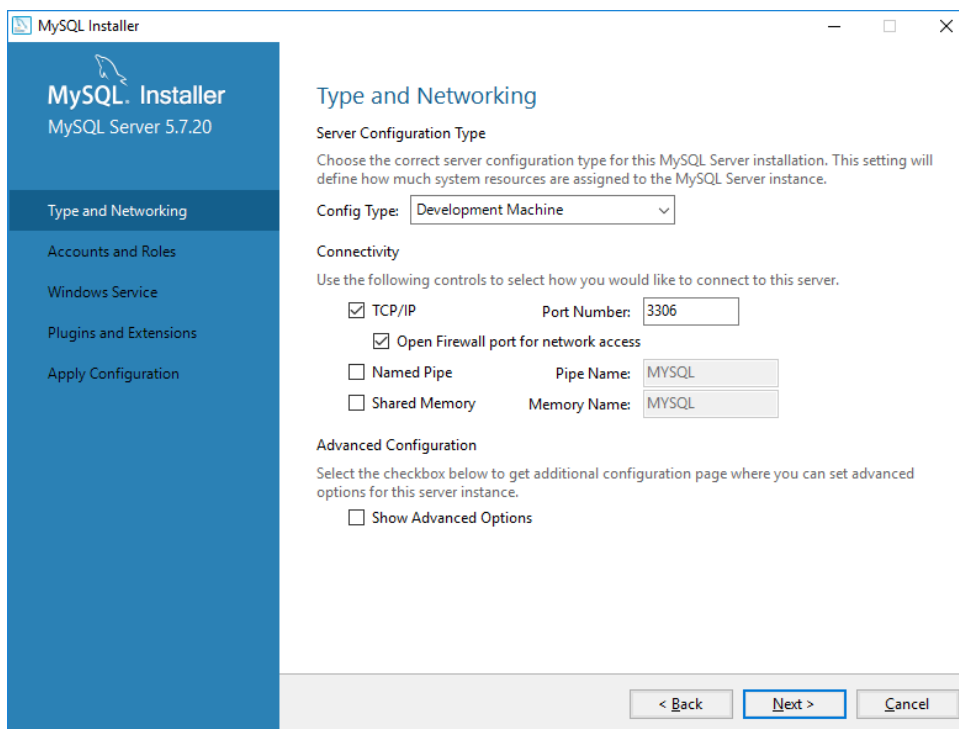 MySQL Installer
MySQL. Installer
MySQL Server 5.7.20
Type and Networking
Accounts and Roles
Windows Service
Plugins and Extensions
Apply Configuration
Type and Networking
Server Configuration Type
Choose the correct server configuration type for this MySQL Server installation. This setting will
define how much system resources are assigned to the MySQL Server instance.
Config Type: Development Machine
Connectivity
Use the following controls to select how you would like to connect to this server.
TCP/IP Port Number: 3306
Open Firewall port for network access
Named Pipe Pipe Name: MYSQL
Shared Memory Memory Name: MYSQL
Advanced Configuration
Select the checkbox below to get additional configuration page where you can set advanced
options for this server instance.
Show Advanced Options
< Back Next > Cancel